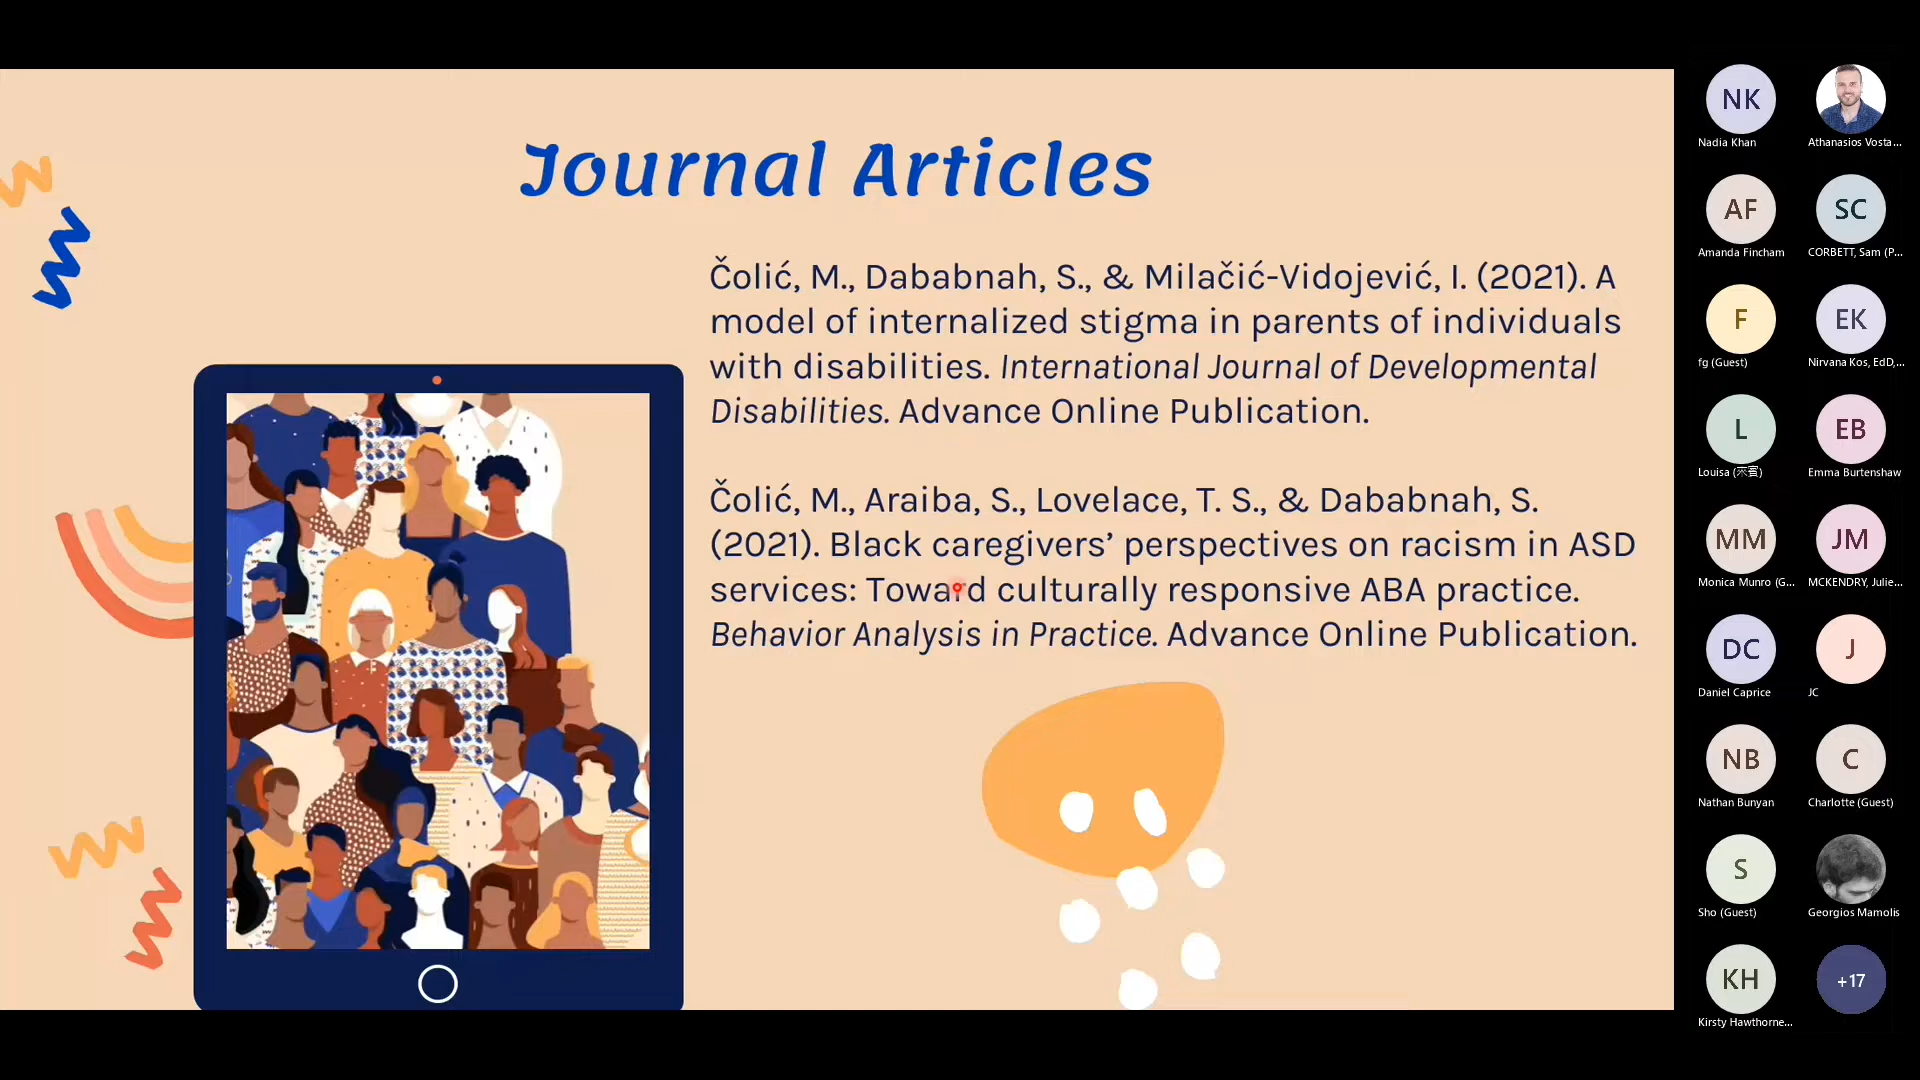 Journal Articles
Čolić, M., Dababnah, S., & Milačić-Vidojević, I. (2021). A
model of internalized stigma in parents of individuals
with disabilities. International Journal of Developmental
Disabilities. Advance Online Publication.
Čolić, M., Araiba, S., Lovelace, T. S., & Dababnah, S.
(2021). Black caregivers’ perspectives on racism in ASD
services: Toward culturally responsive ABA practice.
Behavior Analysis in Practice. Advance Online Publication.
NK
Nadia Khan
Athanasios Vosta...
AF
Amanda Fincham
SC
CORBETT, Sam (P...
F
fg (Guest)
EK
Nirvana Kos, EdD,...
L
Louisa
EB
Emma Burtenshaw
MM
Monica Munro (G...
JM
MCKENDRY, Julie...
DC
Daniel Caprice
J
JC
NB
Nathan Bunyan
C
Charlotte (Guest)
S
Sho (Guest)
Georgios Mamolis
KH
Kirsty Hawthorne...
+17